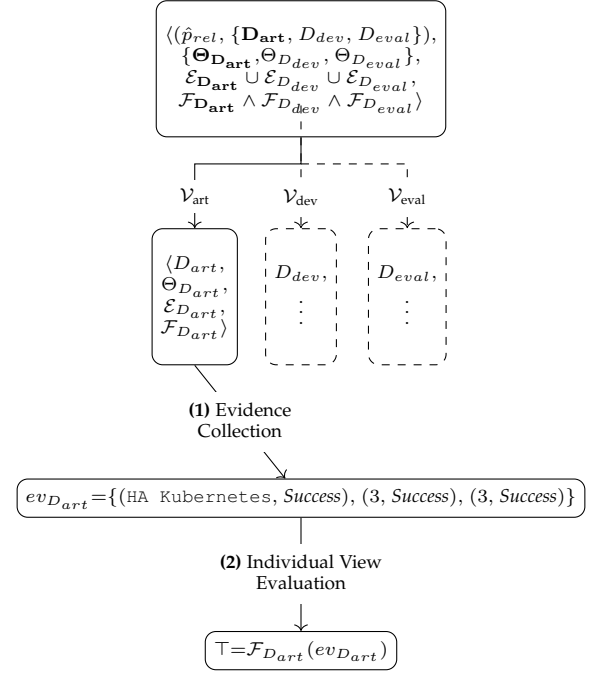 ⟨(p̂_rel, {𝐃_𝐚𝐫𝐭, D_dev, D_eval}),
{𝚯_𝐃_𝐚𝐫𝐭, Θ_D_dev, Θ_D_eval},
ℰ_𝐃_𝐚𝐫𝐭 ∪ ℰ_D_dev ∪ ℰ_D_eval,
ℱ_𝐃_𝐚𝐫𝐭 ∧ ℱ_D_dev ∧ ℱ_D_eval⟩
𝒱_art 𝒱_dev 𝒱_eval
⟨D_art,
Θ_D_art,
ℰ_D_art,
ℱ_D_art⟩
D_dev,
⋮
D_eval,
⋮
(1) Evidence
Collection
ev_D_art={(HA Kubernetes, Success), (3, Success), (3, Success)}
(2) Individual View
Evaluation
⊤=ℱ_D_art(ev_D_art)